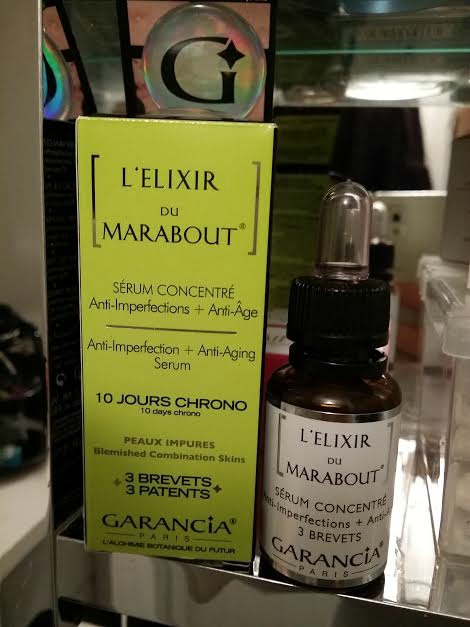 G
L'ELIXIR
DU
MARABOUT®
SÉRUM CONCENTRÉ
Anti-Imperfections + Anti-Âge
Anti-Imperfection + Anti-Aging
Serum
10 JOURS CHRONO
10 days chrono
PEAUX IMPURES
Blemished Combination Skins
3 BREVETS
3 PATENTS
GARANCIA®
PARIS
L'ALCHIMIE BOTANIQUE DU FUTUR
L'ELIXIR
DU
MARABOUT®
SÉRUM CONCENTRÉ
Anti-Imperfections + Anti-
3 BREVETS
GARANCIA®
PARIS